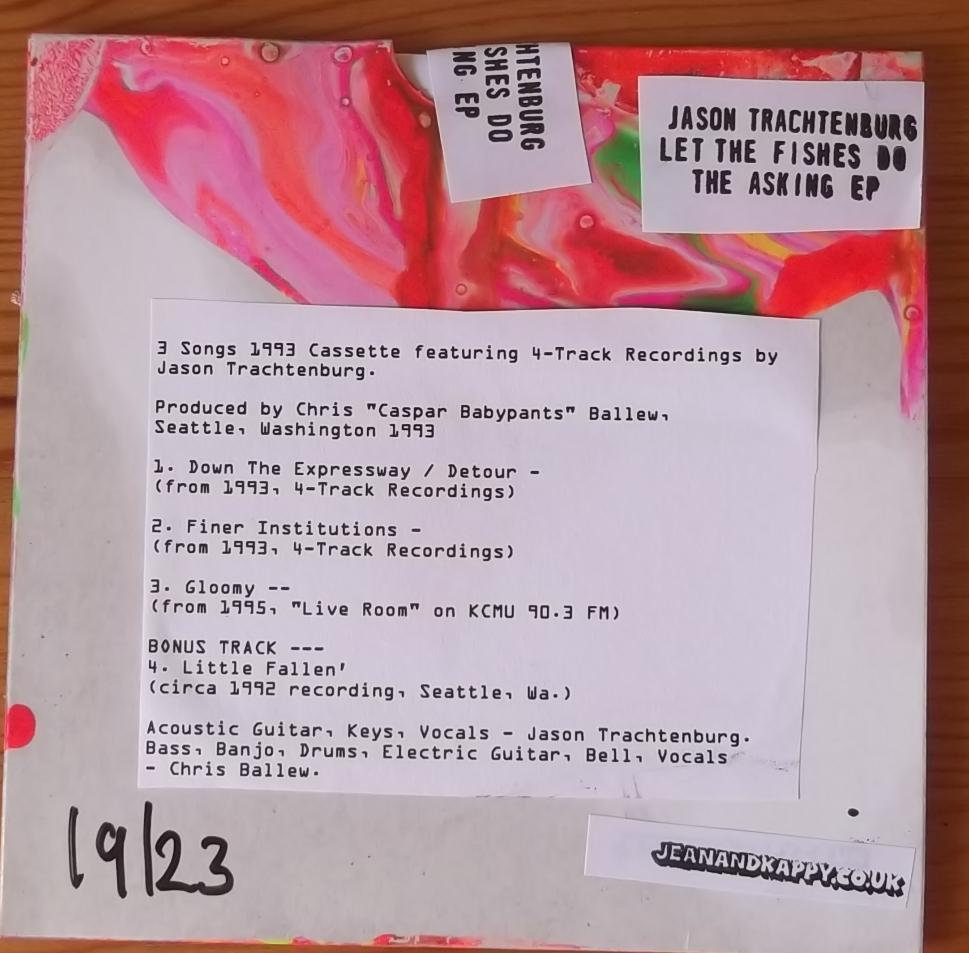 HTENBURG
SHES DO
NG EP
JASON TRACHTENBURG
LET THE FISHES DO
THE ASKING EP
3 Songs 1993 Cassette featuring 4-Track Recordings by
Jason Trachtenburg.
Produced by Chris "Caspar Babypants" Ballew,
Seattle, Washington 1993
1. Down The Expressway / Detour -
(from 1993, 4-Track Recordings)
2. Finer Institutions -
(from 1993, 4-Track Recordings)
3. Gloomy --
(from 1995, "Live Room" on KCMU 90.3 FM)
BONUS TRACK ---
4. Little Fallen'
(circa 1992 recording, Seattle, Wa.)
Acoustic Guitar, Keys, Vocals - Jason Trachtenburg.
Bass, Banjo, Drums, Electric Guitar, Bell, Vocals
- Chris Ballew.
19/23
JEANANDKAPPY.CO.UK